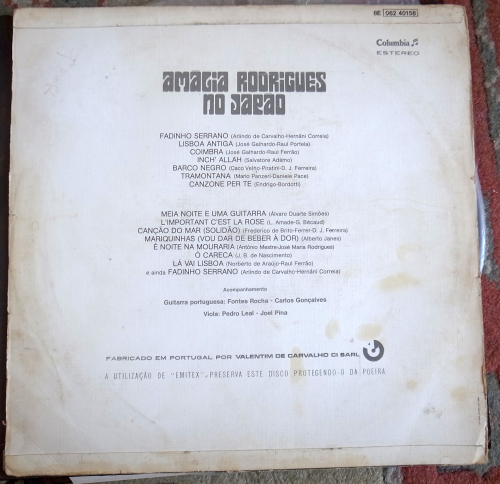 8E 062 40158
Columbia
ESTEREO
AMALIA RODRIGUES
NO JAPAO
FADINHO SERRANO (Arlindo de Carvalho-Hernâni Correia)
LISBOA ANTIGA (José Galhardo-Raul Portela)
COIMBRA (José Galhardo-Raul Ferrão)
INCH' ALLAH (Salvatore Adamo)
BARCO NEGRO (Caco Velho-Piratini-D. J. Ferreira)
TRAMONTANA (Mario Panzeri-Daniele Pace)
CANZONE PER TE (Endrigo-Bardotti)
MEIA NOITE E UMA GUITARRA (Álvaro Duarte Simões)
L'IMPORTANT C'EST LA ROSE (L. Amade-G. Bécaud)
CANÇÃO DO MAR (SOLIDÃO) (Frederico de Brito-Ferrer-D. J. Ferreira)
MARIQUINHAS (VOU DAR DE BEBER À DOR) (Alberto Janes)
É NOITE NA MOURARIA (António Mestre-José Maria Rodrigues)
Ó CARECA (J. B. de Nascimento)
LÁ VAI LISBOA (Norberto de Araújo-Raul Ferrão)
e ainda FADINHO SERRANO (Arlindo de Carvalho-Hernâni Correia)
Acompanhamento
Guitarra portuguesa: Fontes Rocha - Carlos Gonçalves
Viola: Pedro Leal - Joel Pina
FABRICADO EM PORTUGAL POR VALENTIM DE CARVALHO CI SARL
A UTILIZAÇÃO DE "EMITEX" PRESERVA ESTE DISCO PROTEGENDO-O DA POEIRA